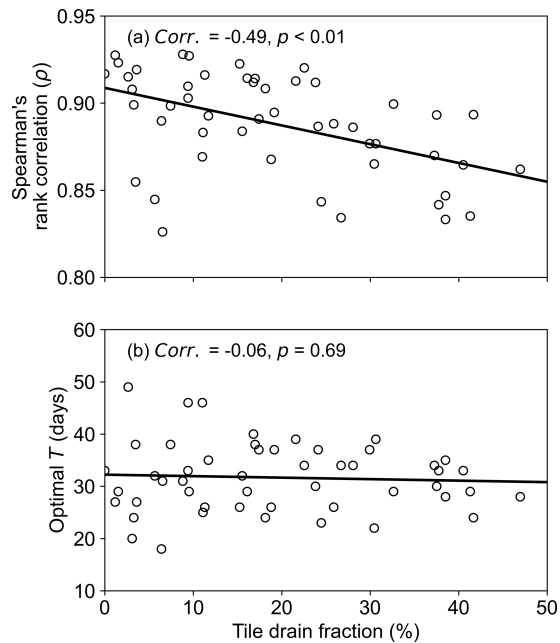 0.95
(a) Corr. = -0.49, p < 0.01
0.90
Spearman's
rank correlation (ρ)
0.85
0.80
60
(b) Corr. = -0.06, p = 0.69
50
40
Optimal T (days)
30
20
10
0 10 20 30 40 50
Tile drain fraction (%)